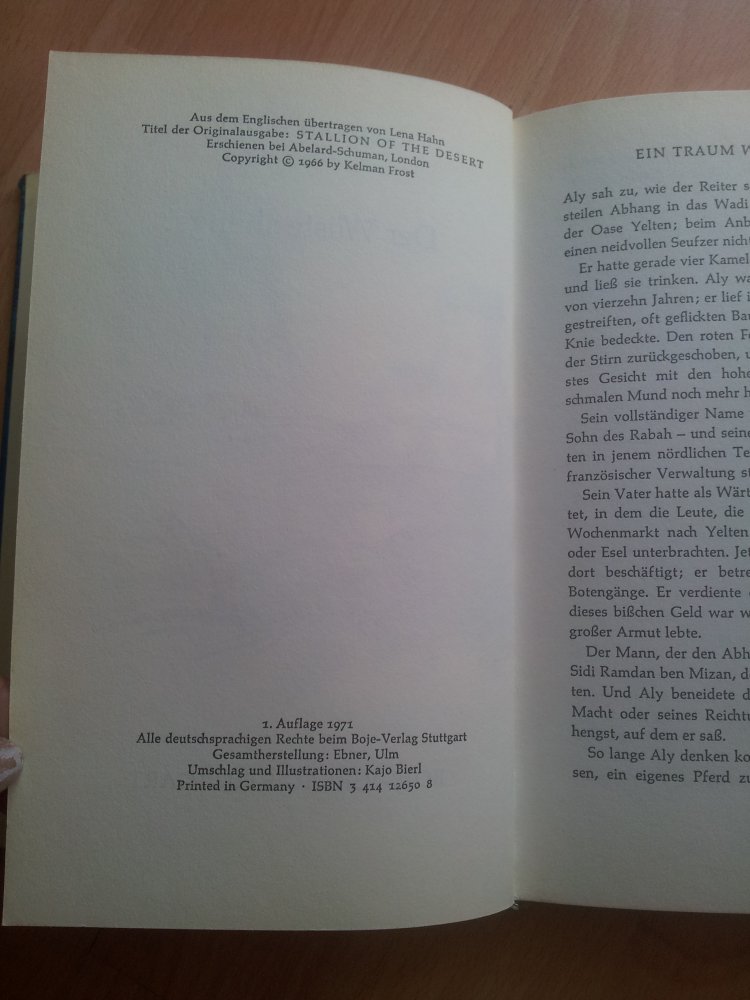 Aus dem Englischen übertragen von Lena Hahn
Titel der Originalausgabe: STALLION OF THE DESERT
Erschienen bei Abelard-Schuman, London
Copyright © 1966 by Kelman Frost
1. Auflage 1971
Alle deutschsprachigen Rechte beim Boje-Verlag Stuttgart
Gesamtherstellung: Ebner, Ulm
Umschlag und Illustrationen: Kajo Bierl
Printed in Germany · ISBN 3 414 12650 8
EIN TRAUM
Aly sah zu, wie der Reiter
steilen Abhang in das Wadi
der Oase Yelten; beim
einen neidvollen Seufzer
Er hatte gerade vier
und ließ sie trinken. Aly
von vierzehn Jahren; er lief
gestreiften, oft geflickten
Knie bedeckte. Den roten
der Stirn zurückgeschoben,
stes Gesicht mit den
schmalen Mund noch mehr
Sein vollständiger Name
Sohn des Rabah – und
ten in jenem nördlichen
französischer Verwaltung
Sein Vater hatte als
tet, in dem die Leute, die
Wochenmarkt nach Yelten
oder Esel unterbrachten.
dort beschäftigt; er
Botengänge. Er verdiente
dieses bißchen Geld war
großer Armut lebte.
Der Mann, der den
Sidi Ramdan ben Mizan,
ten. Und Aly beneidete
Macht oder seines
hengst, auf dem er saß.
So lange Aly denken
sen, ein eigenes Pferd